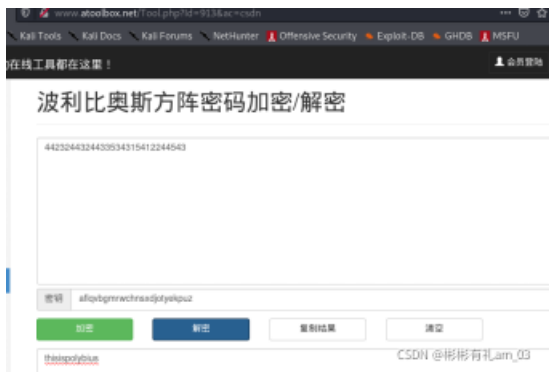 www.atoolbox.net/Tool.php?Id=913&ac=csdn
Kali Tools Kali Docs Kali Forums NetHunter Offensive Security Exploit-DB GHDB MSFU
在线工具都在这里！ 会员登陆
波利比奥斯方阵密码加密/解密
密钥
加密 解密 复制结果 清空
thisispolybius
CSDN @彬彬有礼am_03